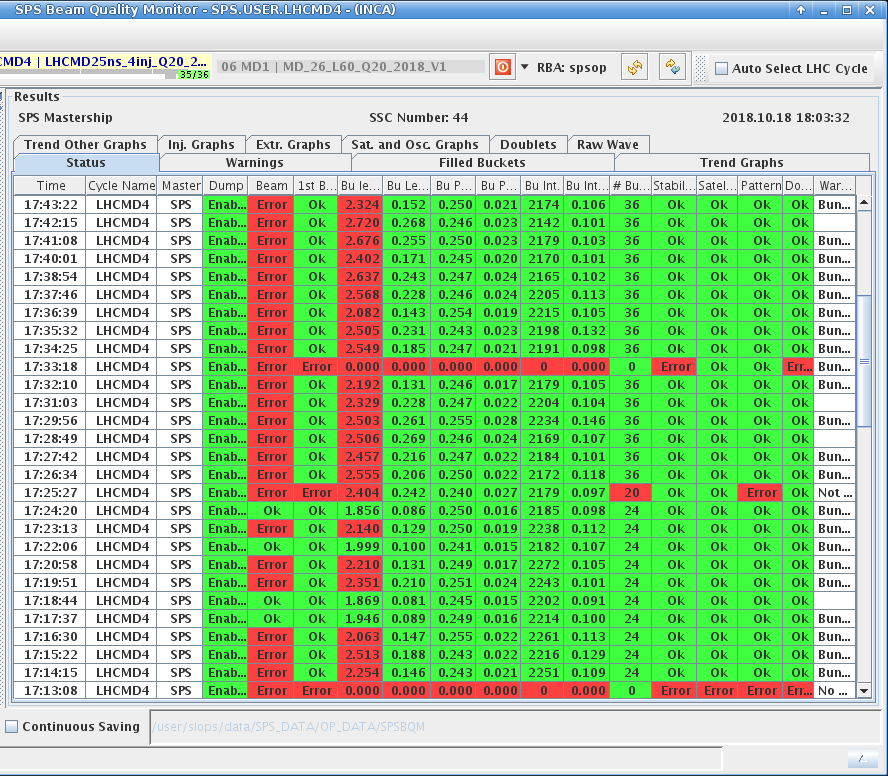 SPS Beam Quality Monitor - SPS.USER.LHCMD4 - (INCA)
CMD4 | LHCMD25ns_4inj_Q20_2... 35/36 06 MD1 | MD_26_L60_Q20_2018_V1 RBA: spsop Auto Select LHC Cycle
Results
SPS Mastership SSC Number: 44 2018.10.18 18:03:32
Trend Other Graphs Inj. Graphs Extr. Graphs Sat. and Osc. Graphs Doublets Raw Wave
Status Warnings Filled Buckets Trend Graphs
Time Cycle Name Master Dump Beam 1st B... Bu le... Bu Le... Bu P... Bu P... Bu Int. Bu Int... # Bu... Stabil... Satel... Pattern Do... War...
17:43:22 LHCMD4 SPS Enab... Error Ok 2.324 0.152 0.250 0.021 2174 0.106 36 Ok Ok Ok Ok Bun...
17:42:15 LHCMD4 SPS Enab... Error Ok 2.720 0.268 0.246 0.023 2142 0.101 36 Ok Ok Ok Ok
17:41:08 LHCMD4 SPS Enab... Error Ok 2.676 0.255 0.250 0.023 2179 0.103 36 Ok Ok Ok Ok Bun...
17:40:01 LHCMD4 SPS Enab... Error Ok 2.402 0.171 0.245 0.020 2170 0.101 36 Ok Ok Ok Ok Bun...
17:38:54 LHCMD4 SPS Enab... Error Ok 2.637 0.243 0.247 0.024 2165 0.102 36 Ok Ok Ok Ok Bun...
17:37:46 LHCMD4 SPS Enab... Error Ok 2.568 0.228 0.246 0.024 2205 0.113 36 Ok Ok Ok Ok Bun...
17:36:39 LHCMD4 SPS Enab... Error Ok 2.082 0.143 0.254 0.019 2215 0.105 36 Ok Ok Ok Ok Bun...
17:35:32 LHCMD4 SPS Enab... Error Ok 2.505 0.231 0.243 0.023 2198 0.132 36 Ok Ok Ok Ok Bun...
17:34:25 LHCMD4 SPS Enab... Error Ok 2.549 0.185 0.247 0.021 2191 0.098 36 Ok Ok Ok Ok Bun...
17:33:18 LHCMD4 SPS Enab... Error Error 0.000 0.000 0.000 0.000 0 0.000 0 Error Ok Ok Err... Bun...
17:32:10 LHCMD4 SPS Enab... Error Ok 2.192 0.131 0.246 0.017 2179 0.105 36 Ok Ok Ok Ok Bun...
17:31:03 LHCMD4 SPS Enab... Error Ok 2.329 0.228 0.247 0.022 2204 0.104 36 Ok Ok Ok Ok
17:29:56 LHCMD4 SPS Enab... Error Ok 2.503 0.261 0.255 0.028 2234 0.146 36 Ok Ok Ok Ok Bun...
17:28:49 LHCMD4 SPS Enab... Error Ok 2.506 0.269 0.246 0.024 2169 0.107 36 Ok Ok Ok Ok
17:27:42 LHCMD4 SPS Enab... Error Ok 2.457 0.216 0.247 0.022 2184 0.101 36 Ok Ok Ok Ok Bun...
17:26:34 LHCMD4 SPS Enab... Error Ok 2.555 0.206 0.250 0.022 2172 0.118 36 Ok Ok Ok Ok Bun...
17:25:27 LHCMD4 SPS Enab... Error Error 2.404 0.242 0.240 0.027 2179 0.097 20 Ok Ok Error Ok Not ...
17:24:20 LHCMD4 SPS Enab... Ok Ok 1.856 0.086 0.250 0.016 2185 0.098 24 Ok Ok Ok Ok Bun...
17:23:13 LHCMD4 SPS Enab... Error Ok 2.140 0.129 0.250 0.019 2238 0.112 24 Ok Ok Ok Ok Bun...
17:22:06 LHCMD4 SPS Enab... Ok Ok 1.999 0.100 0.241 0.015 2182 0.107 24 Ok Ok Ok Ok
17:20:58 LHCMD4 SPS Enab... Error Ok 2.210 0.131 0.249 0.017 2272 0.105 24 Ok Ok Ok Ok Bun...
17:19:51 LHCMD4 SPS Enab... Error Ok 2.351 0.210 0.251 0.024 2243 0.101 24 Ok Ok Ok Ok Bun...
17:18:44 LHCMD4 SPS Enab... Ok Ok 1.869 0.081 0.245 0.015 2202 0.091 24 Ok Ok Ok Ok
17:17:37 LHCMD4 SPS Enab... Ok Ok 1.946 0.089 0.249 0.016 2214 0.100 24 Ok Ok Ok Ok Bun...
17:16:30 LHCMD4 SPS Enab... Error Ok 2.063 0.147 0.255 0.022 2261 0.113 24 Ok Ok Ok Ok Bun...
17:15:22 LHCMD4 SPS Enab... Error Ok 2.513 0.188 0.243 0.022 2216 0.129 24 Ok Ok Ok Ok Bun...
17:14:15 LHCMD4 SPS Enab... Error Ok 2.254 0.146 0.243 0.021 2251 0.109 24 Ok Ok Ok Ok Bun...
17:13:08 LHCMD4 SPS Enab... Error Error 0.000 0.000 0.000 0.000 0 0.000 0 Error Error Error Err... No ...
Continuous Saving /user/slops/data/SPS_DATA/OP_DATA/SPSBQM